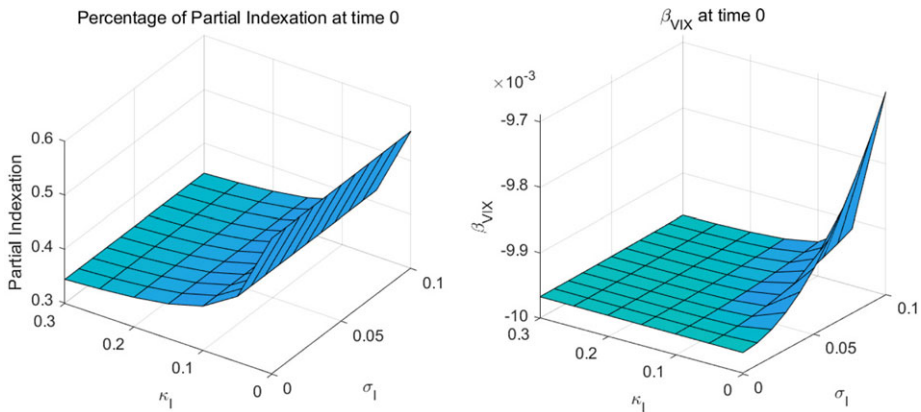 Percentage of Partial Indexation at time 0
0.6
0.5
0.4
0.3
Partial Indexation
0.3
0.2
0.1
0
κ_I
0
0.05
0.1
σ_I
β_VIX at time 0
×10⁻³
-9.7
-9.8
-9.9
-10
β_VIX
0.3
0.2
0.1
0
κ_I
0
0.05
0.1
σ_I